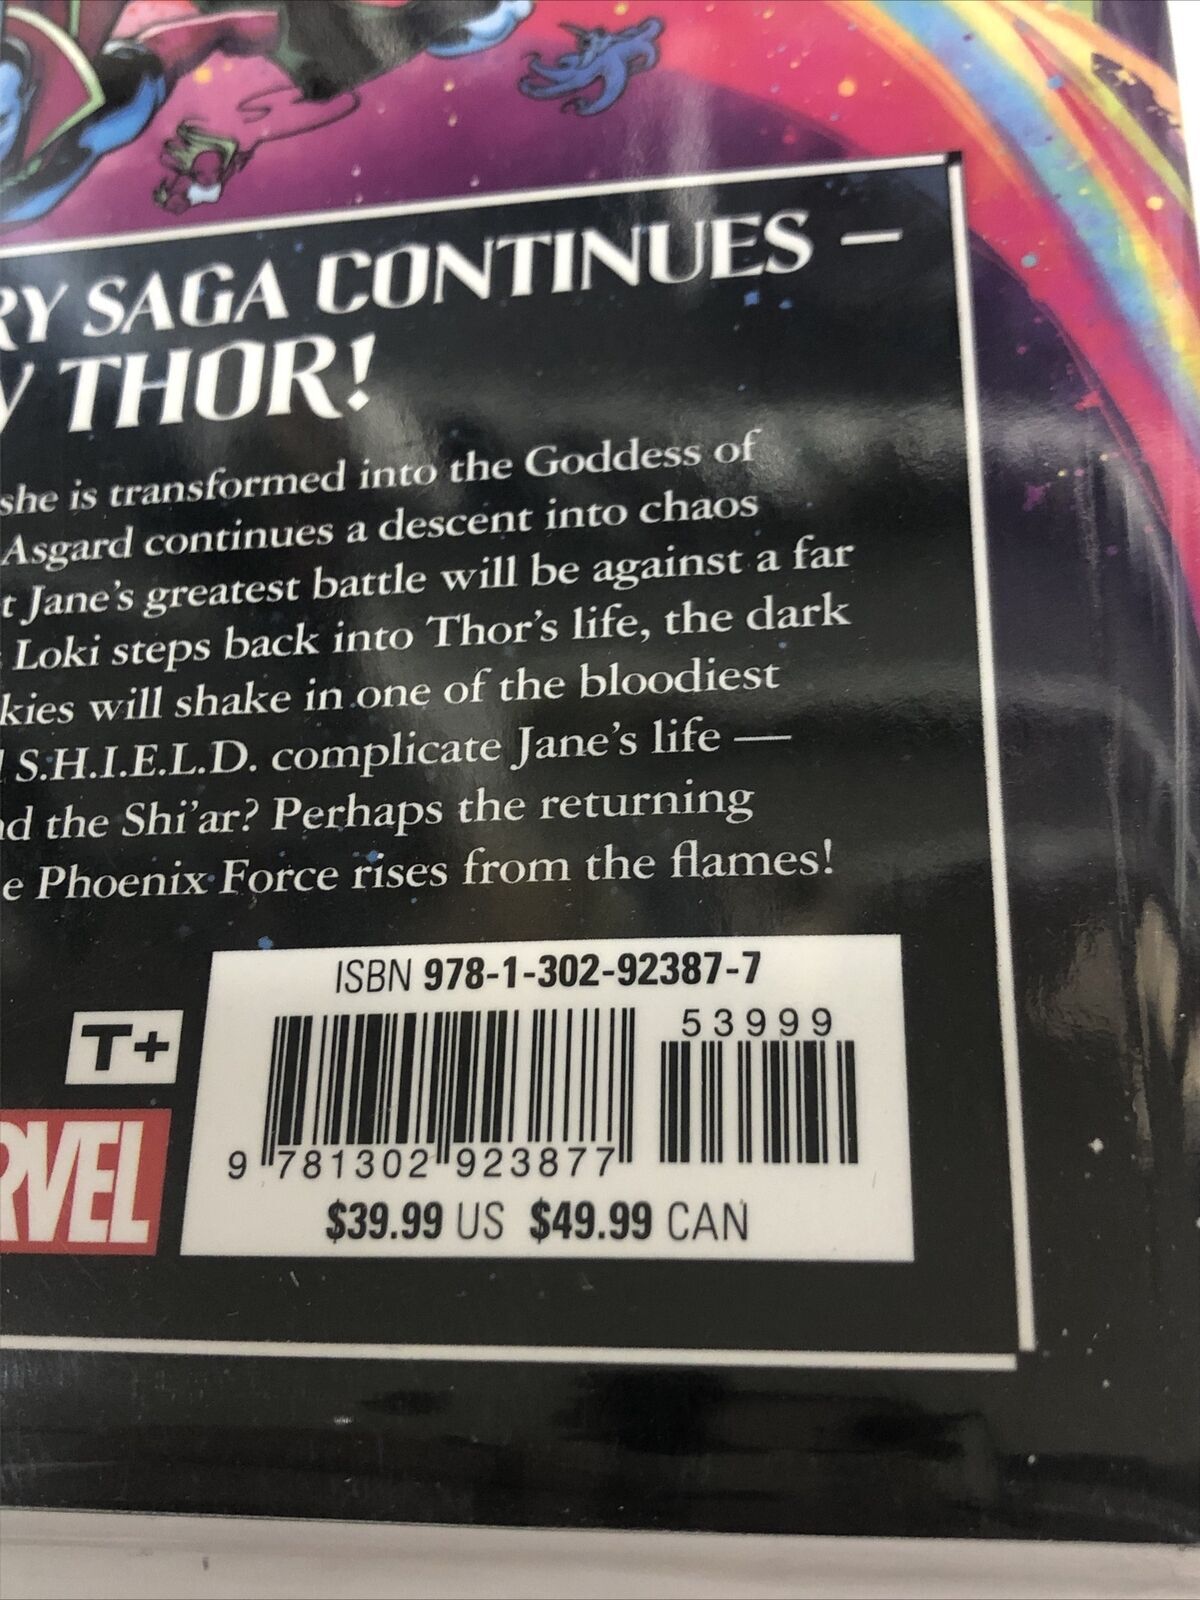 RY SAGA CONTINUES –
THOR!
she is transformed into the Goddess of
Asgard continues a descent into chaos
t Jane's greatest battle will be against a far
Loki steps back into Thor's life, the dark
kies will shake in one of the bloodiest
S.H.I.E.L.D. complicate Jane's life —
nd the Shi'ar? Perhaps the returning
e Phoenix Force rises from the flames!
ISBN 978-1-302-92387-7
53999
T+
RVEL
9 781302 923877
$39.99 US $49.99 CAN